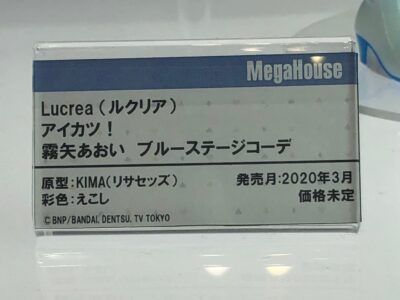 MegaHouse
Lucrea(ルクリア)
アイカツ！
霧矢あおい ブルーステージコーデ
原型:KIMA(リサセッズ) 発売月:2020年3月
彩色:えこし 価格未定
© BNP/BANDAI, DENTSU, TV TOKYO